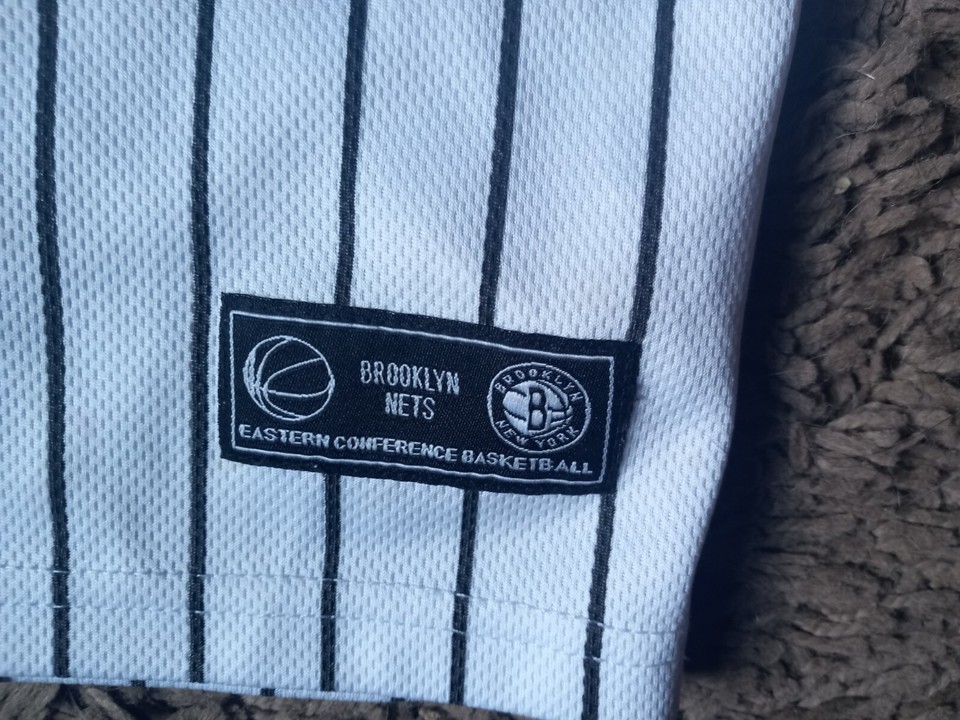 BROOKLYN
NETS
BROOKLYN
B
NEW YORK
EASTERN CONFERENCE BASKETBALL